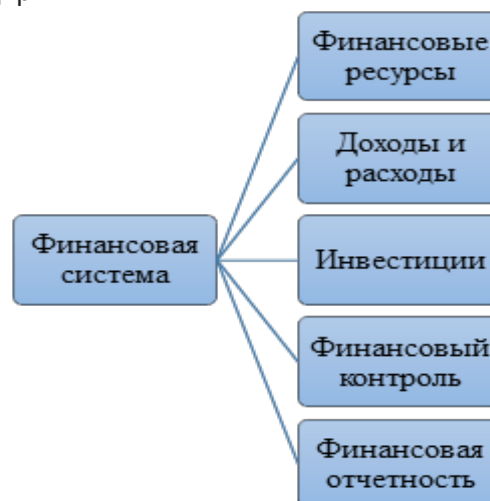 Финансовая
система
Финансовые
ресурсы
Доходы и
расходы
Инвестиции
Финансовый
контроль
Финансовая
отчетность